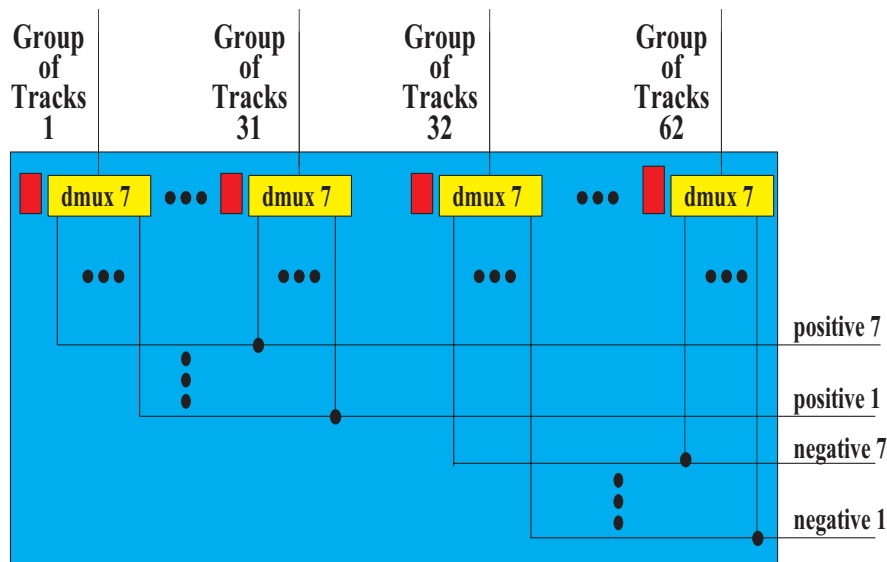 Group
of
Tracks
1
Group
of
Tracks
31
Group
of
Tracks
32
Group
of
Tracks
62
dmux 7
dmux 7
dmux 7
dmux 7
positive 7
positive 1
negative 7
negative 1